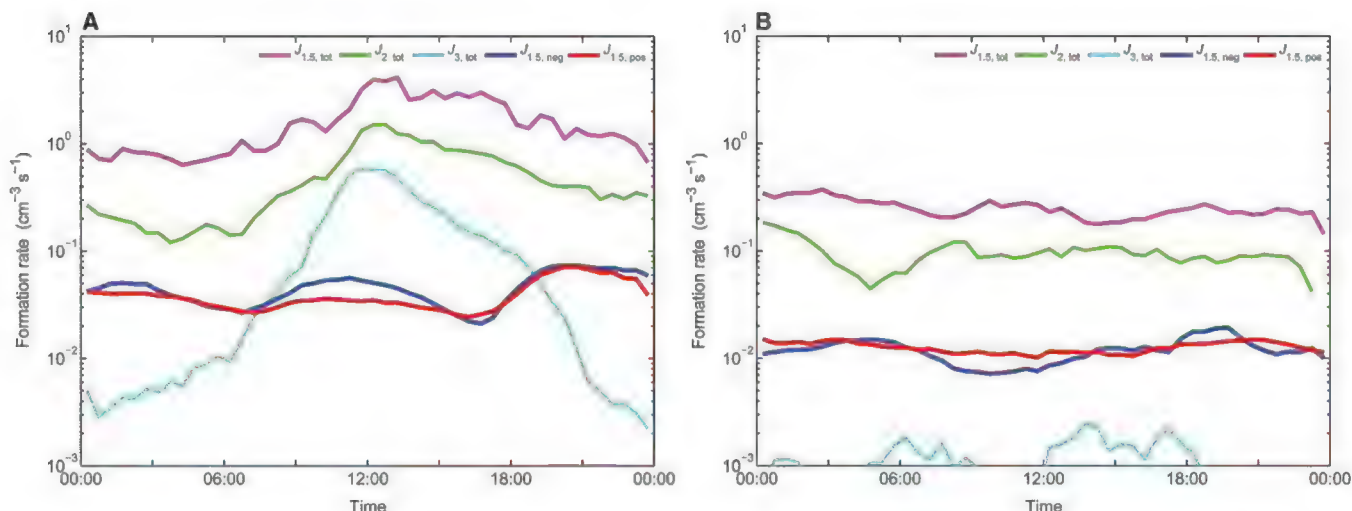 A
J1.5, tot J2 tot J3, tot J1.5, neg J1 5, pos
Formation rate (cm−3 s−1)
10^1
10^0
10^-1
10^-2
10^-3
00:00 06:00 12:00 18:00 00:00
Time
B
J1.5, tot J2, tot J3, tot J1.5, neg J1.5, pos
Formation rate (cm−3 s−1)
10^1
10^0
10^-1
10^-2
10^-3
00:00 06:00 12:00 18:00 00:00
Time